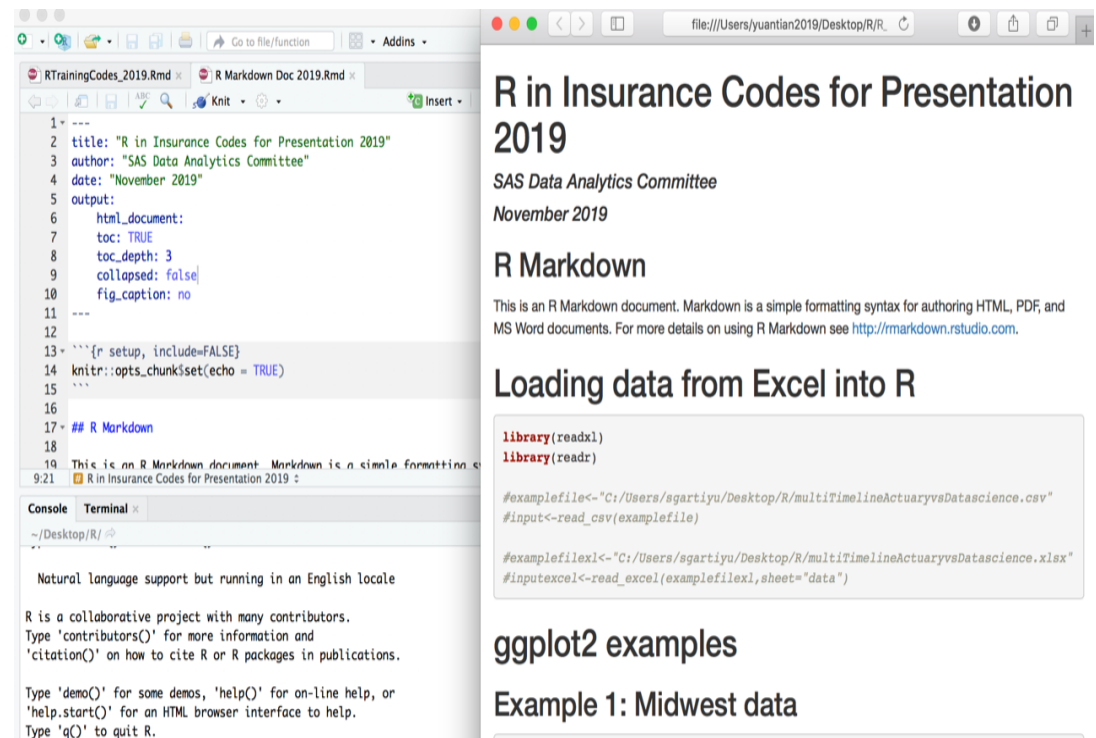 Go to file/function
Addins
RTrainingCodes_2019.Rmd
R Markdown Doc 2019.Rmd
ABC
Knit
Insert
1 ---
2 title: "R in Insurance Codes for Presentation 2019"
3 author: "SAS Data Analytics Committee"
4 date: "November 2019"
5 output:
6 html_document:
7 toc: TRUE
8 toc_depth: 3
9 collapsed: false
10 fig_caption: no
11 ---
12
13 ```{r setup, include=FALSE}
14 knitr::opts_chunk$set(echo = TRUE)
15 ```
16
17 ## R Markdown
18
19 This is an R Markdown document. Markdown is a simple formatting
9:21 R in Insurance Codes for Presentation 2019
Console Terminal
~/Desktop/R/
Natural language support but running in an English locale
R is a collaborative project with many contributors.
Type 'contributors()' for more information and
'citation()' on how to cite R or R packages in publications.
Type 'demo()' for some demos, 'help()' for on-line help, or
'help.start()' for an HTML browser interface to help.
Type 'q()' to quit R.
file:///Users/yuantian2019/Desktop/R/R_
R in Insurance Codes for Presentation
2019
SAS Data Analytics Committee
November 2019
R Markdown
This is an R Markdown document. Markdown is a simple formatting syntax for authoring HTML, PDF, and
MS Word documents. For more details on using R Markdown see http://rmarkdown.rstudio.com.
Loading data from Excel into R
library(readxl)
library(readr)
#examplefile<-"C:/Users/sgartiyu/Desktop/R/multiTimelineActuaryvsDatascience.csv"
#input<-read_csv(examplefile)
#examplefilexl<-"C:/Users/sgartiyu/Desktop/R/multiTimelineActuaryvsDatascience.xlsx"
#inputexcel<-read_excel(examplefilexl,sheet="data")
ggplot2 examples
Example 1: Midwest data